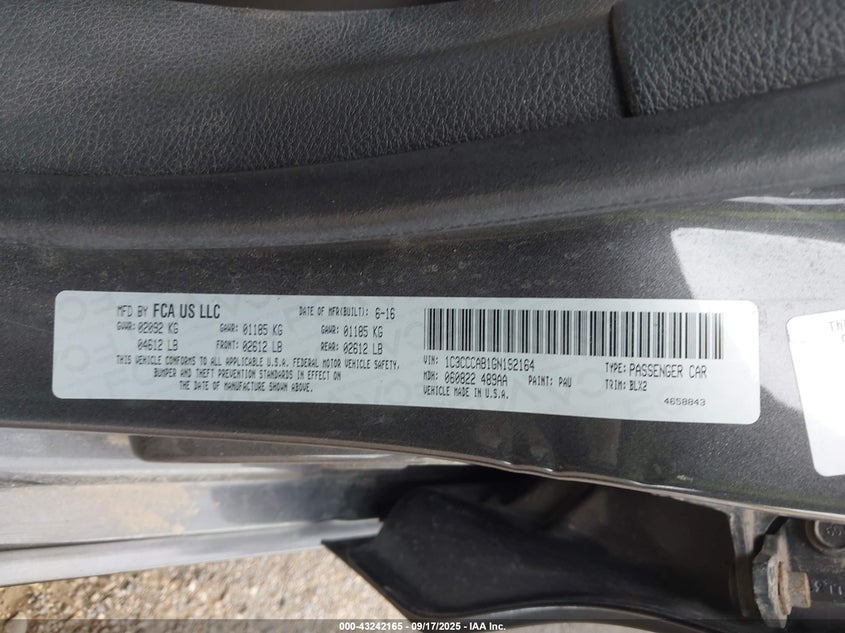 MFD BY FCA US LLC DATE OF MFR(BUILT): 6-16
GVWR: 02092 KG GAWR: 01185 KG GAWR: 01185 KG
04612 LB FRONT: 02612 LB REAR: 02612 LB
THIS VEHICLE CONFORMS TO ALL APPLICABLE U.S.A. FEDERAL MOTOR VEHICLE SAFETY,
BUMPER AND THEFT PREVENTION STANDARDS IN EFFECT ON
THE DATE OF MANUFACTURE SHOWN ABOVE.
VIN: 1C3CCCAB1GN192164 TYPE: PASSENGER CAR
MDH: 060822 489AA PAINT: PAU TRIM: BLX2
VEHICLE MADE IN U.S.A.
4658843
000-43242165 - 09/17/2025 - IAA Inc.